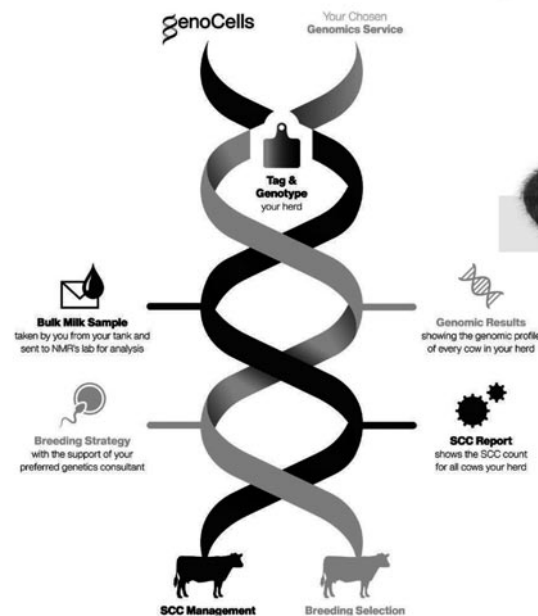 genoCells
Your Chosen
Genomics Service
Tag &
Genotype
your herd
Bulk Milk Sample
taken by you from your tank and
sent to NMR's lab for analysis
Genomic Results
showing the genomic profile
of every cow in your herd
Breeding Strategy
with the support of your
preferred genetics consultant
SCC Report
shows the SCC count
for all cows your herd
SCC Management
Breeding Selection